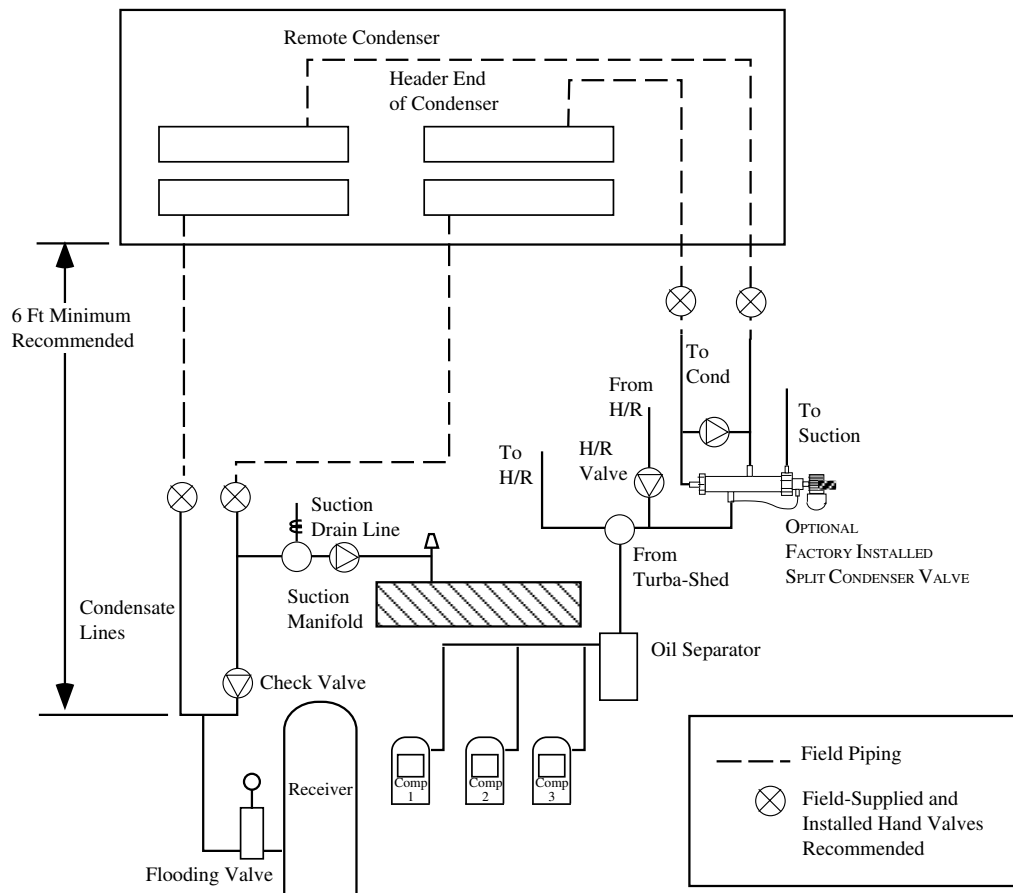 Remote Condenser
Header End
of Condenser
6 Ft Minimum
Recommended
To
Cond
From
H/R
To
Suction
To
H/R
H/R
Valve
Suction
Drain Line
OPTIONAL
FACTORY INSTALLED
SPLIT CONDENSER VALVE
From
Turba-Shed
Suction
Manifold
Condensate
Lines
Oil Separator
Check Valve
Receiver
Comp
1
Comp
2
Comp
3
Flooding Valve
Field Piping
Field-Supplied and
Installed Hand Valves
Recommended